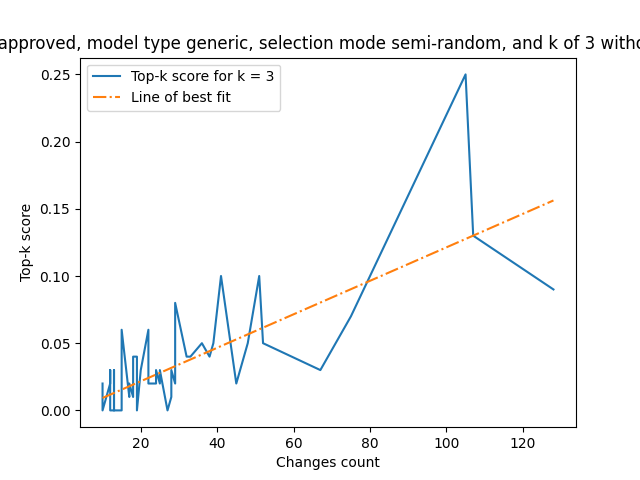 approved, model type generic, selection mode semi-random, and k of 3
Top-k score for k = 3
Line of best fit
0.25
0.20
0.15
0.10
0.05
0.00
Top-k score
20
40
60
80
100
120
Changes count